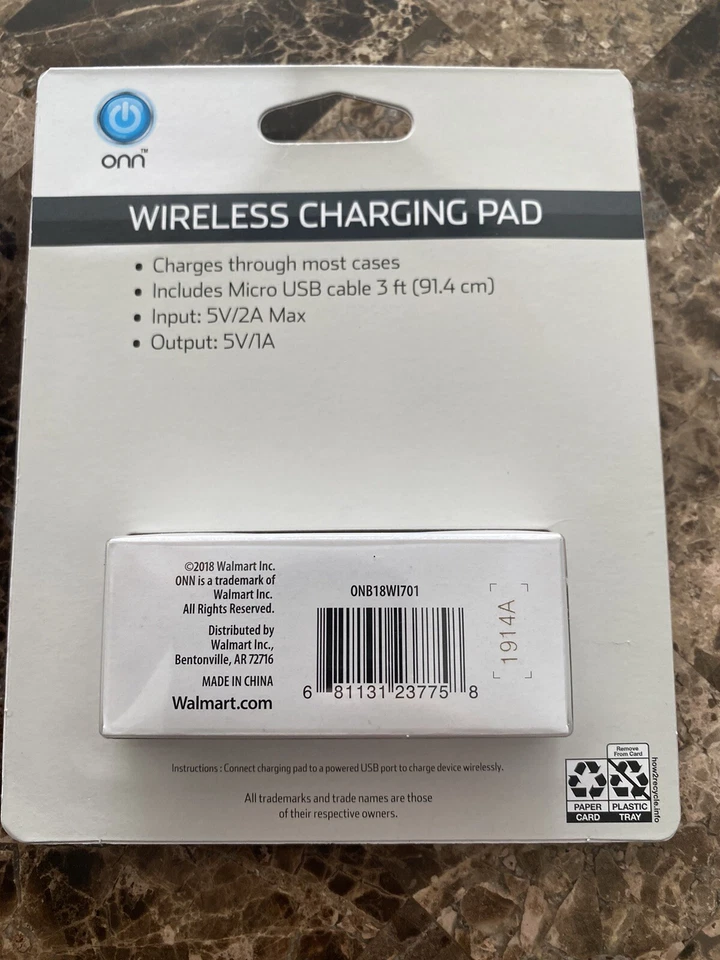 onn™
WIRELESS CHARGING PAD
• Charges through most cases
• Includes Micro USB cable 3 ft (91.4 cm)
• Input: 5V/2A Max
• Output: 5V/1A
©2018 Walmart Inc.
ONN is a trademark of
Walmart Inc.
All Rights Reserved.
Distributed by
Walmart Inc.,
Bentonville, AR 72716
MADE IN CHINA
Walmart.com
ONB18WI701
6 81131 23775 8
1914A
Instructions : Connect charging pad to a powered USB port to charge device wirelessly.
All trademarks and trade names are those
of their respective owners.
Remove
From Card
PAPER
CARD
PLASTIC
TRAY
how2recycle.info